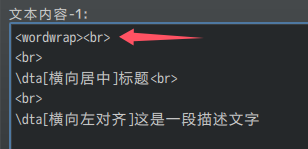 文本内容-1:
<wordwrap><br>
<br>
\dta[横向居中]标题<br>
<br>
\dta[横向左对齐]这是一段描述文字